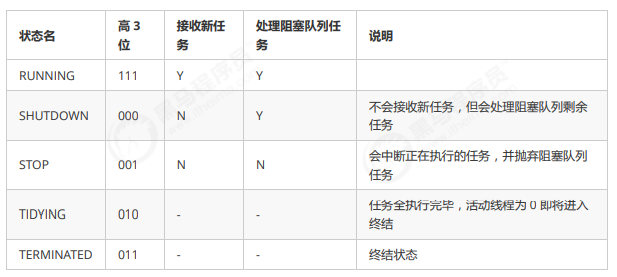 状态名 高 3 位 接收新任务 处理阻塞队列任务 说明
RUNNING 111 Y Y
SHUTDOWN 000 N Y 不会接收新任务，但会处理阻塞队列剩余任务
STOP 001 N N 会中断正在执行的任务，并抛弃阻塞队列任务
TIDYING 010 - - 任务全执行完毕，活动线程为 0 即将进入终结
TERMINATED 011 - - 终结状态